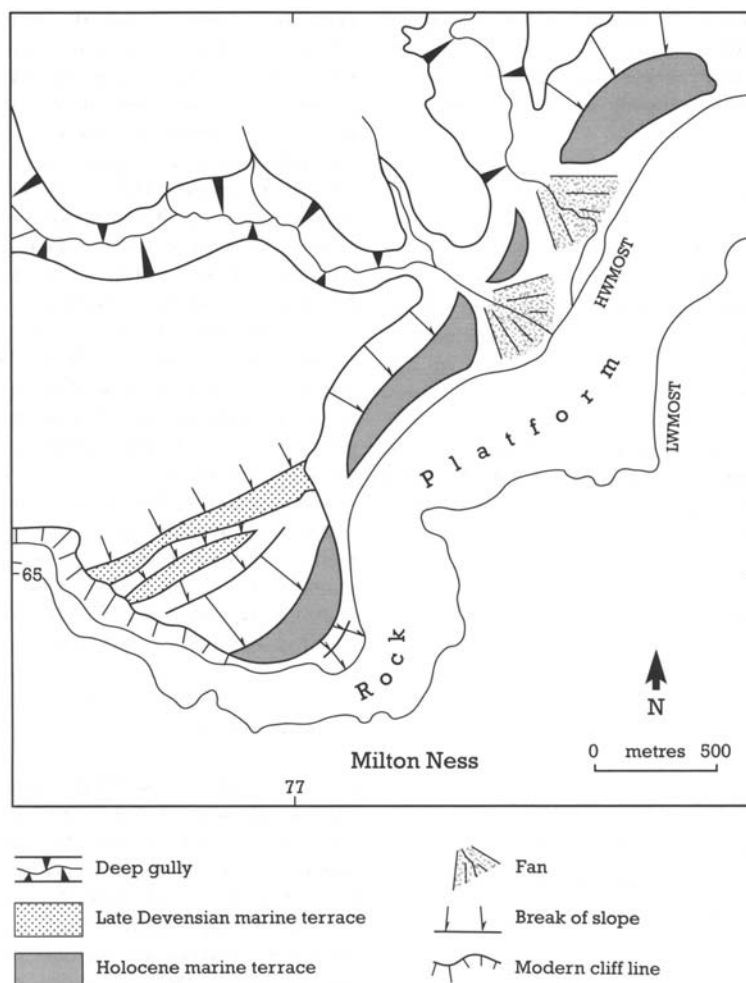 HWMOST
LWMOST
Platform
Rock
65
N
0 metres 500
Milton Ness
77
Deep gully
Fan
Late Devensian marine terrace
Break of slope
Holocene marine terrace
Modern cliff line